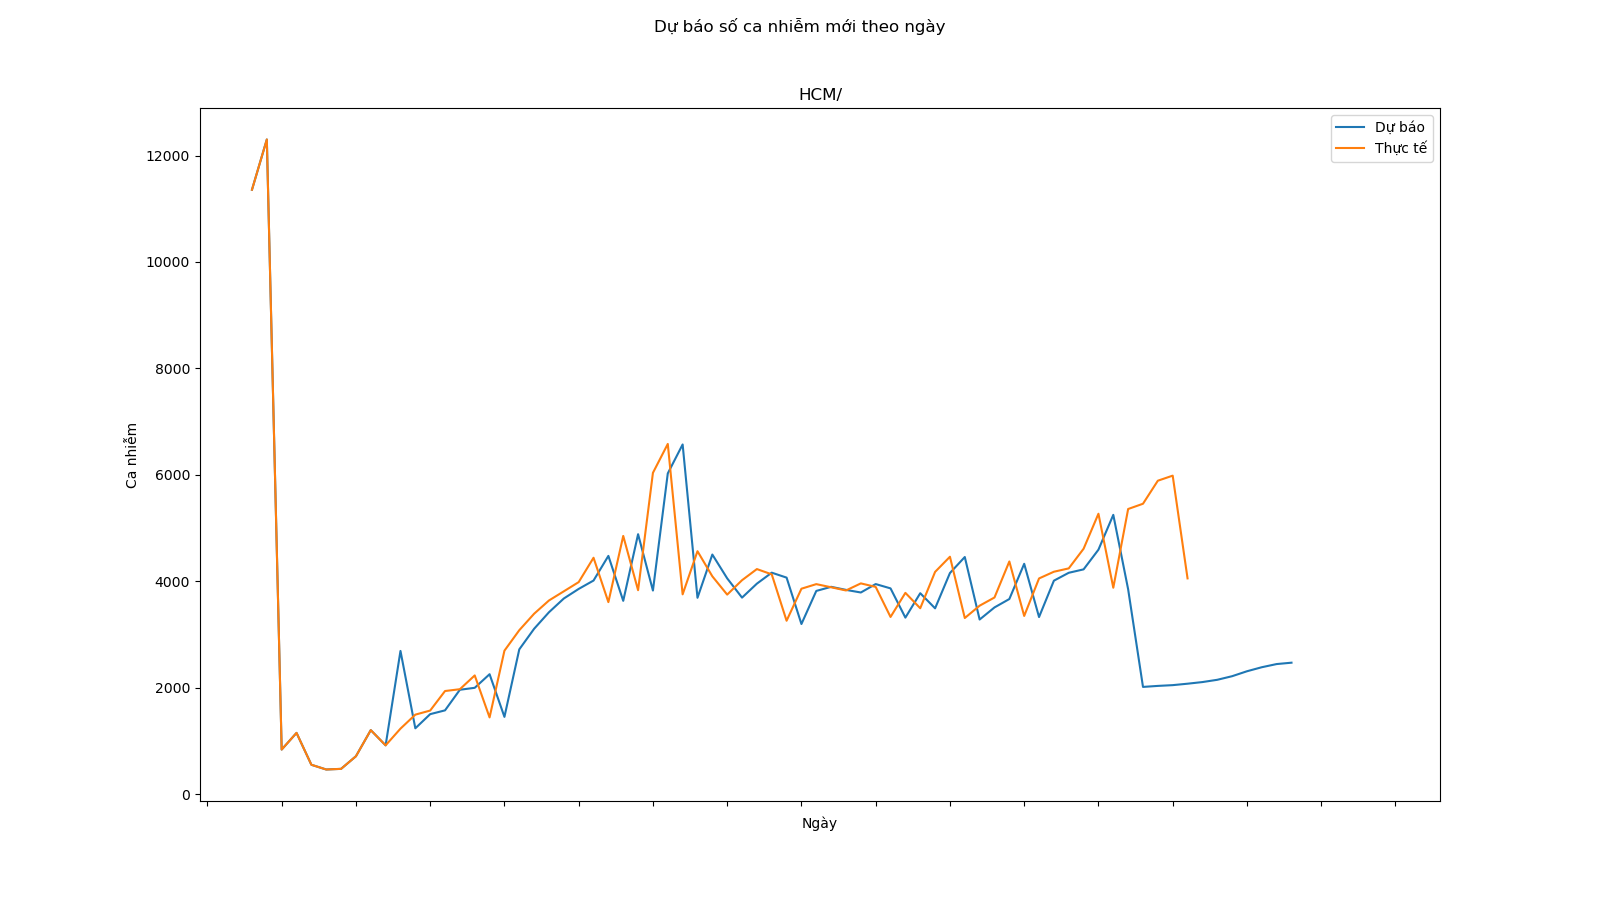 Dự báo số ca nhiễm mới theo ngày
HCM/
Dự báo
Thực tế
12000
10000
8000
6000
4000
2000
0
Ca nhiễm
Ngày